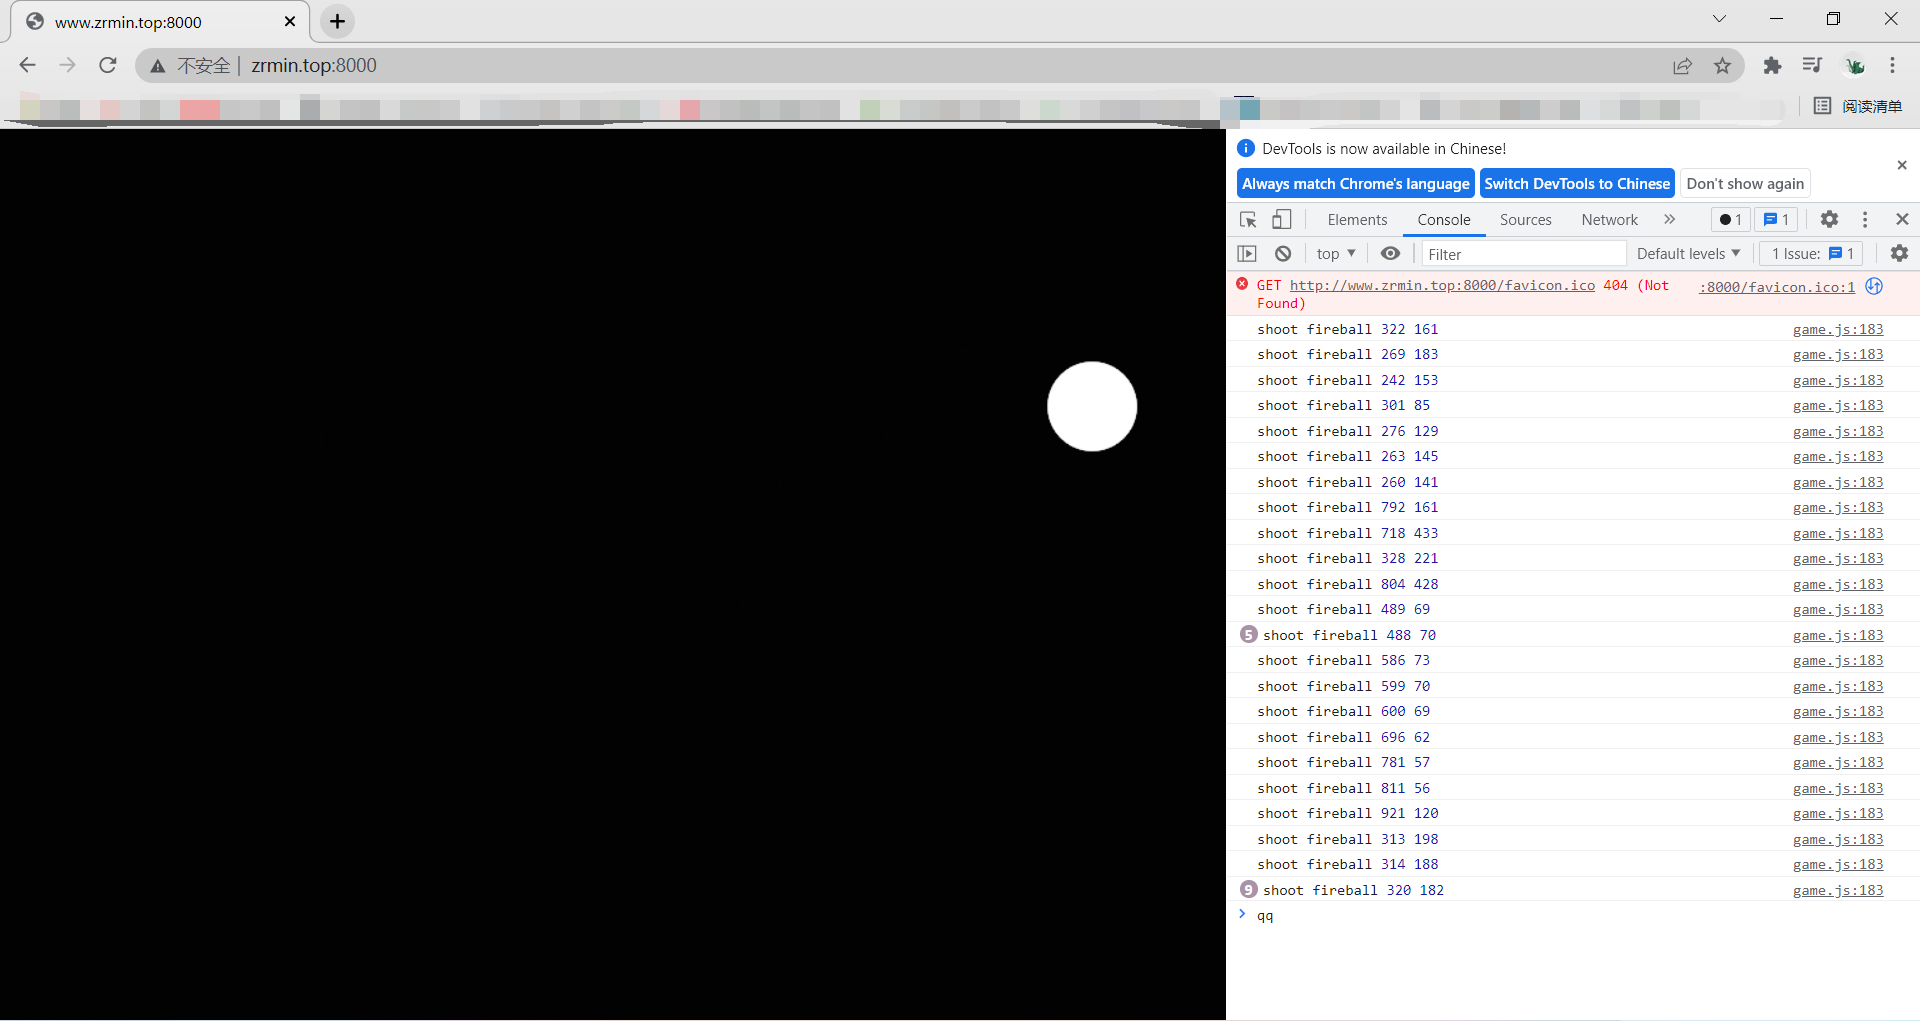 www.zrmin.top:8000
不安全 | zrmin.top:8000
阅读清单
DevTools is now available in Chinese!
Always match Chrome's language Switch DevTools to Chinese Don't show again
Elements Console Sources Network 1 1
top Filter Default levels 1 Issue: 1
GET http://www.zrmin.top:8000/favicon.ico 404 (Not Found) :8000/favicon.ico:1
shoot fireball 322 161 game.js:183
shoot fireball 269 183 game.js:183
shoot fireball 242 153 game.js:183
shoot fireball 301 85 game.js:183
shoot fireball 276 129 game.js:183
shoot fireball 263 145 game.js:183
shoot fireball 260 141 game.js:183
shoot fireball 792 161 game.js:183
shoot fireball 718 433 game.js:183
shoot fireball 328 221 game.js:183
shoot fireball 804 428 game.js:183
shoot fireball 489 69 game.js:183
5 shoot fireball 488 70 game.js:183
shoot fireball 586 73 game.js:183
shoot fireball 599 70 game.js:183
shoot fireball 600 69 game.js:183
shoot fireball 696 62 game.js:183
shoot fireball 781 57 game.js:183
shoot fireball 811 56 game.js:183
shoot fireball 921 120 game.js:183
shoot fireball 313 198 game.js:183
shoot fireball 314 188 game.js:183
9 shoot fireball 320 182 game.js:183
qq